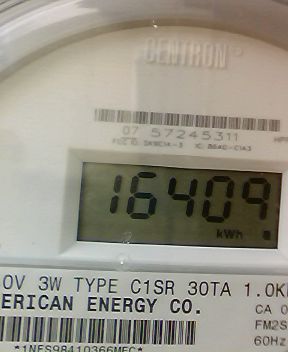 CENTRON
07 57245311
16409
kWh
0V 3W TYPE C1SR 30TA 1.0K
ERICAN ENERGY CO.
CA 0
FM2S
60Hz